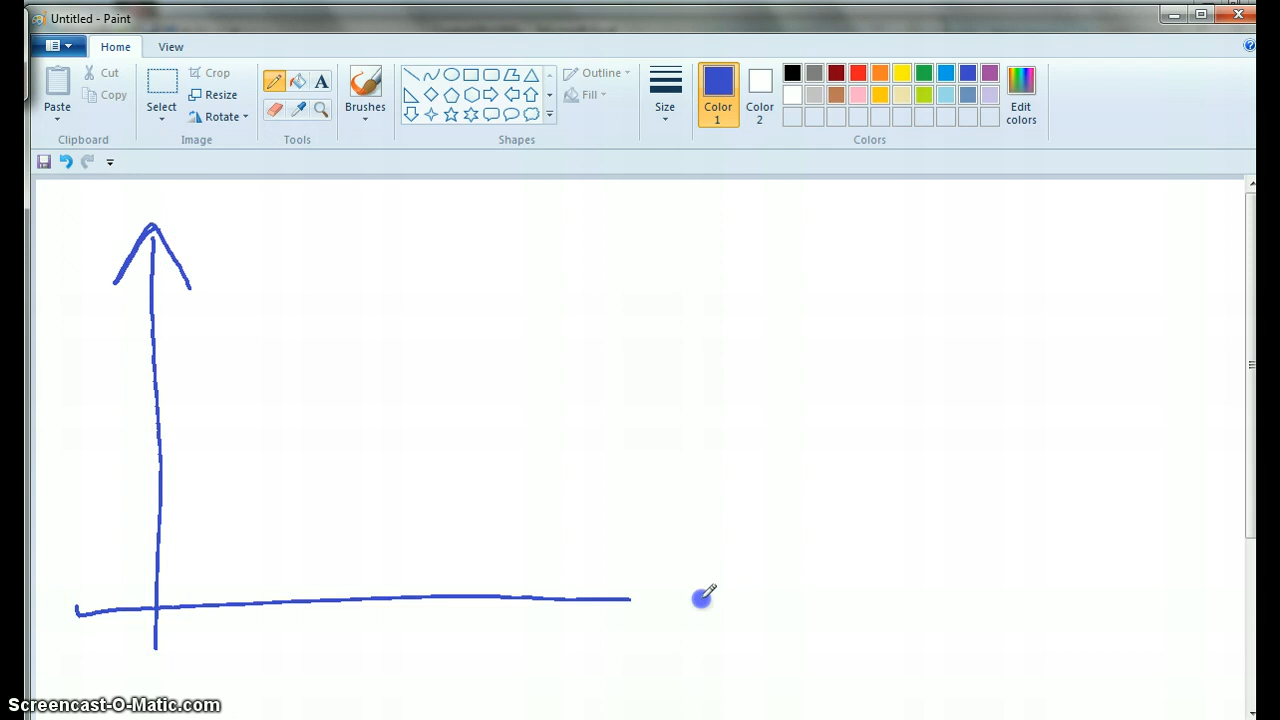 Untitled - Paint
Home View
Paste
Cut
Copy
Clipboard
Select
Crop
Resize
Rotate
Image
A
Tools
Brushes
Outline
Fill
Shapes
Size
Color 1
Color 2
Edit colors
Colors
Screencast-O-Matic.com